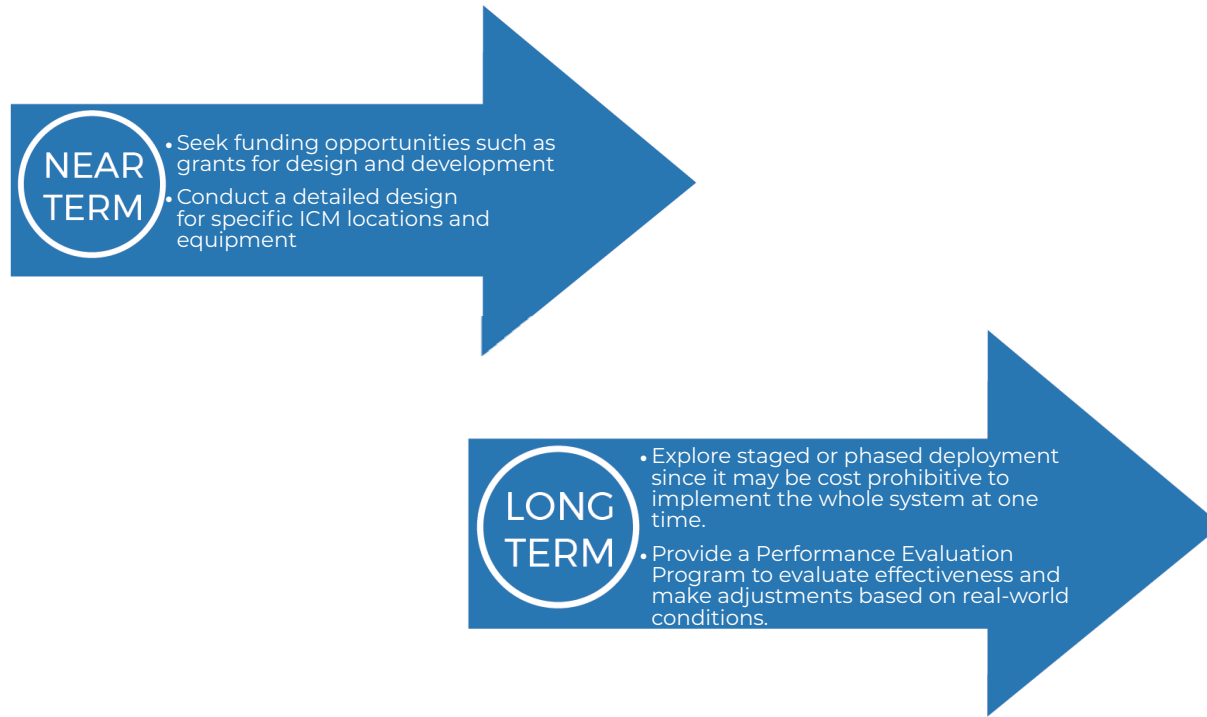 NEAR
TERM
• Seek funding opportunities such as
grants for design and development
• Conduct a detailed design
for specific ICM locations and
equipment
LONG
TERM
• Explore staged or phased deployment
since it may be cost prohibitive to
implement the whole system at one
time.
• Provide a Performance Evaluation
Program to evaluate effectiveness and
make adjustments based on real-world
conditions.